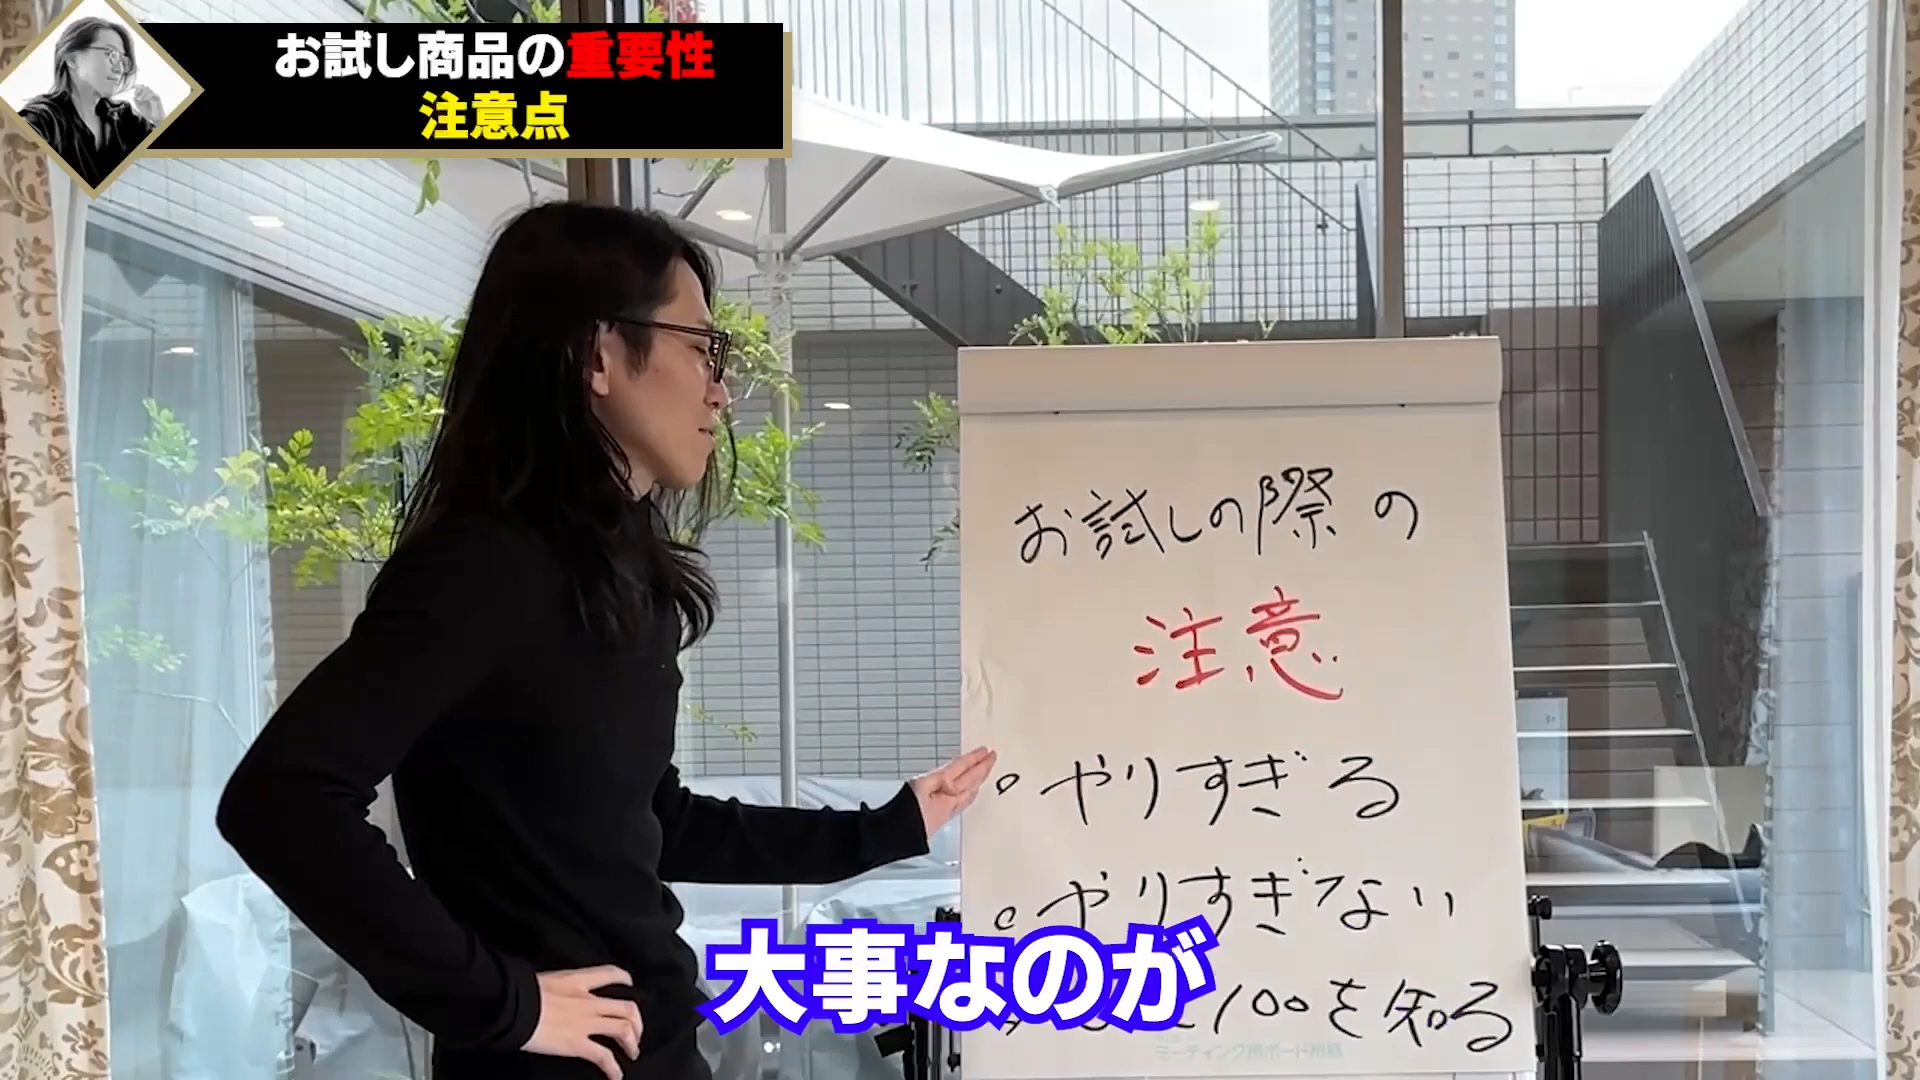 お試し商品の重要性
注意点
お試しの際の
注意
・やりすぎる
・やりすぎない
100を知る
大事なのが
ミーティング用ボード用紙